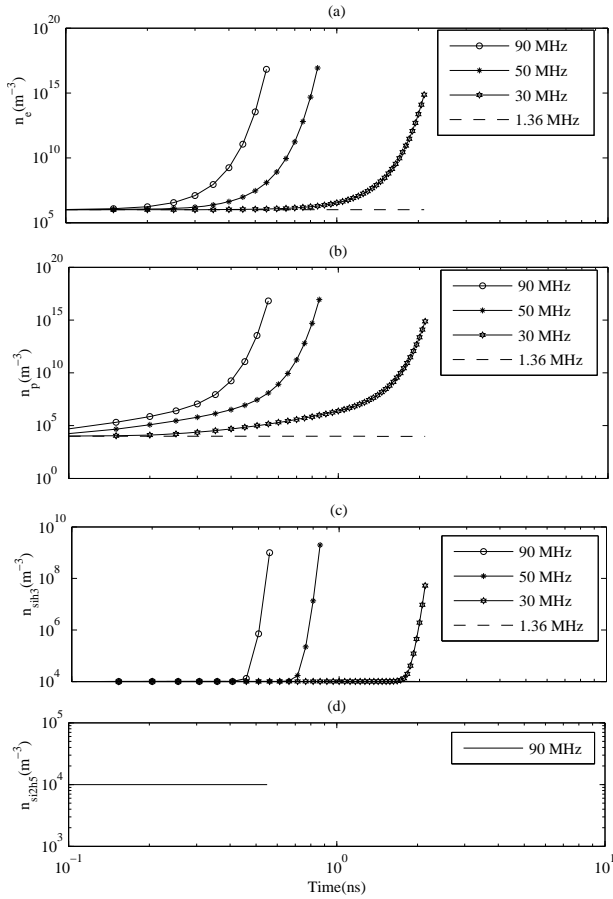 (a)
10^20
10^15
10^10
10^5
n_e(m^−3)
90 MHz
50 MHz
30 MHz
1.36 MHz
(b)
10^20
10^15
10^10
10^5
10^0
n_p(m^−3)
90 MHz
50 MHz
30 MHz
1.36 MHz
(c)
10^10
10^8
10^6
10^4
n_sih3(m^−3)
90 MHz
50 MHz
30 MHz
1.36 MHz
(d)
10^5
10^4
10^3
n_si2h5(m^−3)
90 MHz
10^−1
10^0
10^1
Time(ns)